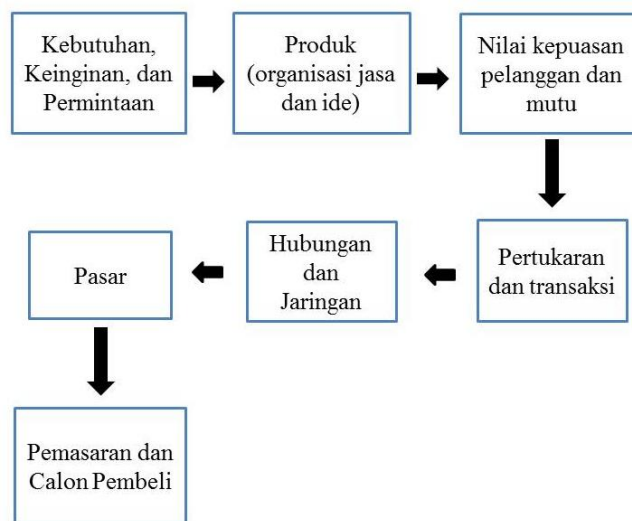 Kebutuhan,
Keinginan, dan
Permintaan
Produk
(organisasi jasa
dan ide)
Nilai kepuasan
pelanggan dan
mutu
Pertukaran
dan transaksi
Hubungan
dan
Jaringan
Pasar
Pemasaran dan
Calon Pembeli